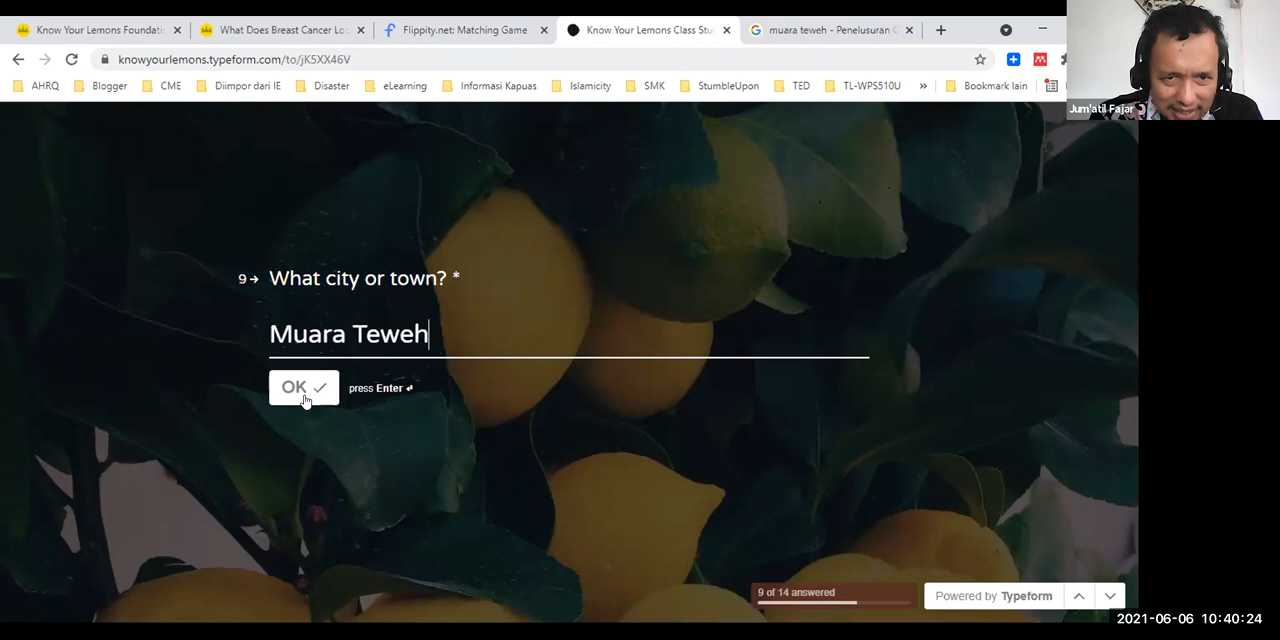 Know Your Lemons Foundati
What Does Breast Cancer Lo
Flippity.net: Matching Game
Know Your Lemons Class Stu
muara teweh - Penelusuran G
knowyourlemons.typeform.com/to/jK5XX46V
AHRQ
Blogger
CME
Diimpor dari IE
Disaster
eLearning
Informasi Kapuas
Islamicity
SMK
StumbleUpon
TED
TL-WPS510U
»
Bookmark lain
Jum'atil Fajar
9→ What city or town? *
Muara Teweh
OK ✓ press Enter ↵
9 of 14 answered
Powered by Typeform
2021-06-06 10:40:24